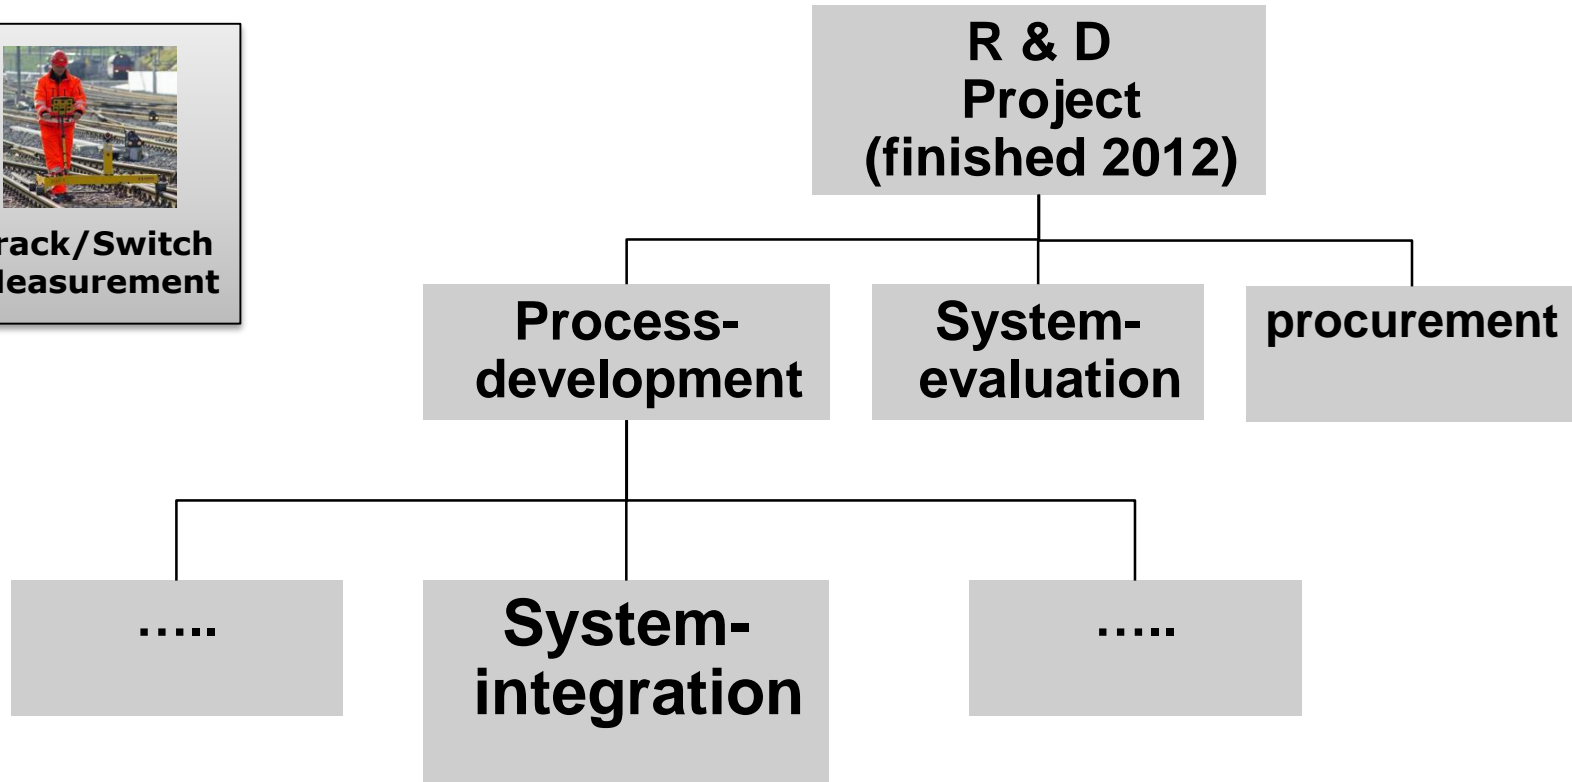 R & D
Project
(finished 2012)
rack/Switch
leasurement
Process-
development
System-
evaluation
procurement
.....
System-
integration
.....